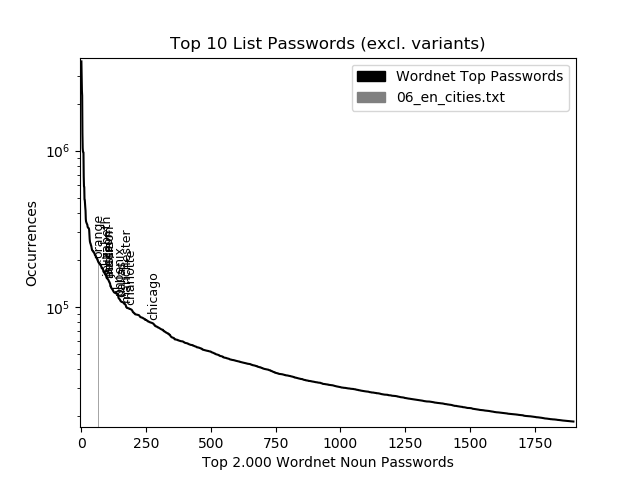 Top 10 List Passwords (excl. variants)
Wordnet Top Passwords
06_en_cities.txt
Occurrences
10^6
10^5
orange
phoenix
manchester
charlotte
chicago
0
250
500
750
1000
1250
1500
1750
Top 2.000 Wordnet Noun Passwords